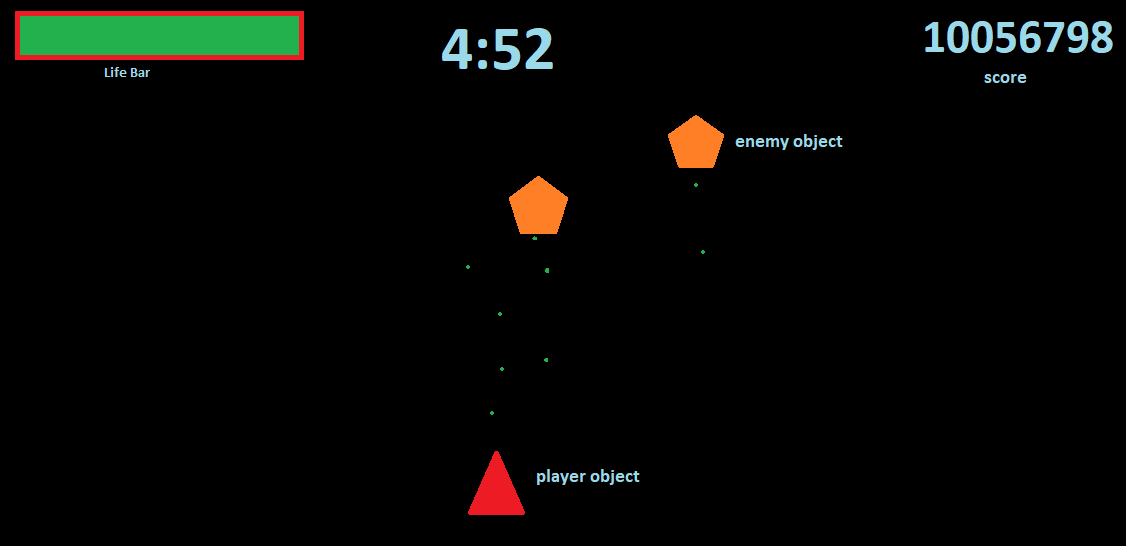 4:52
10056798
Life Bar
score
enemy object
player object